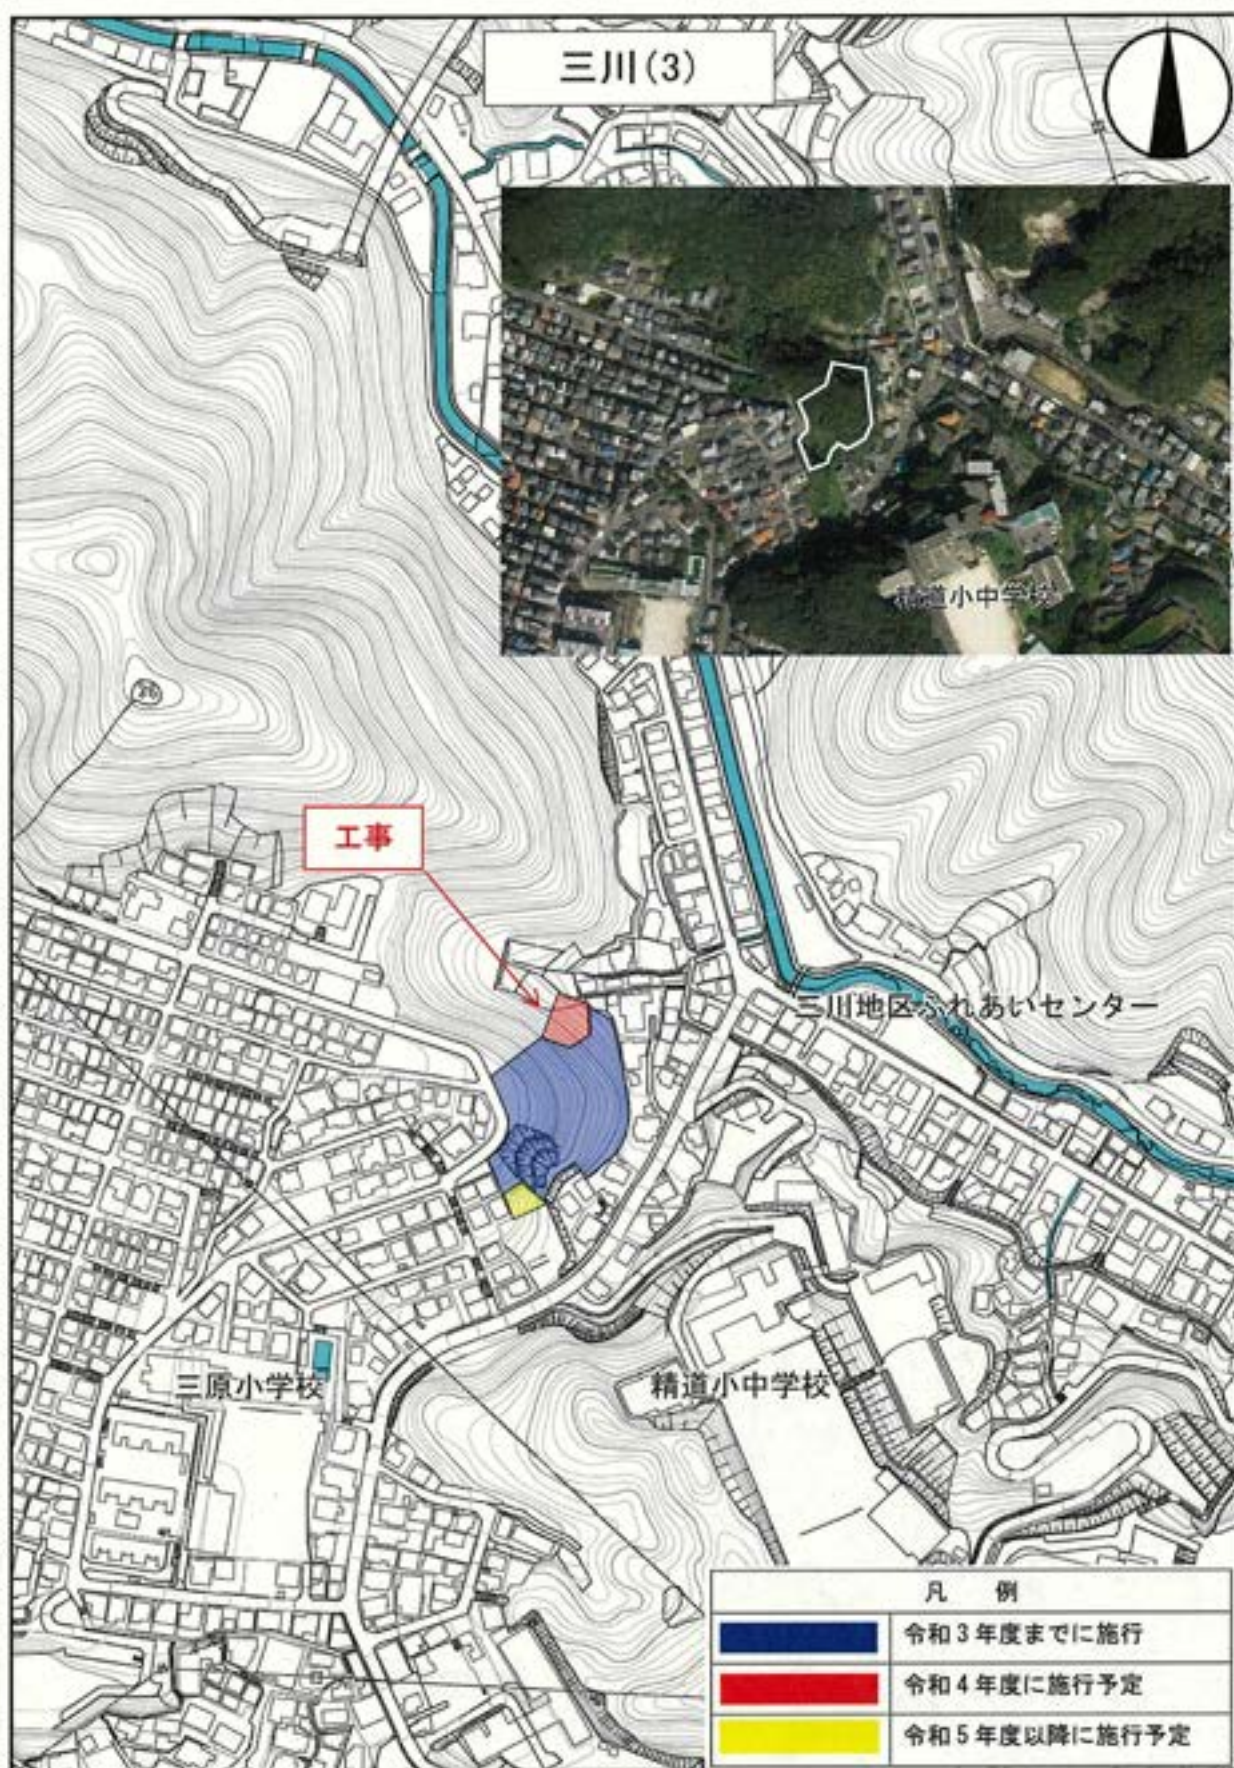 三川(3)
精道小中学校
工事
三川地区ふれあいセンター
三原小学校
精道小中学校
凡 例
令和3年度までに施行
令和4年度に施行予定
令和5年度以降に施行予定